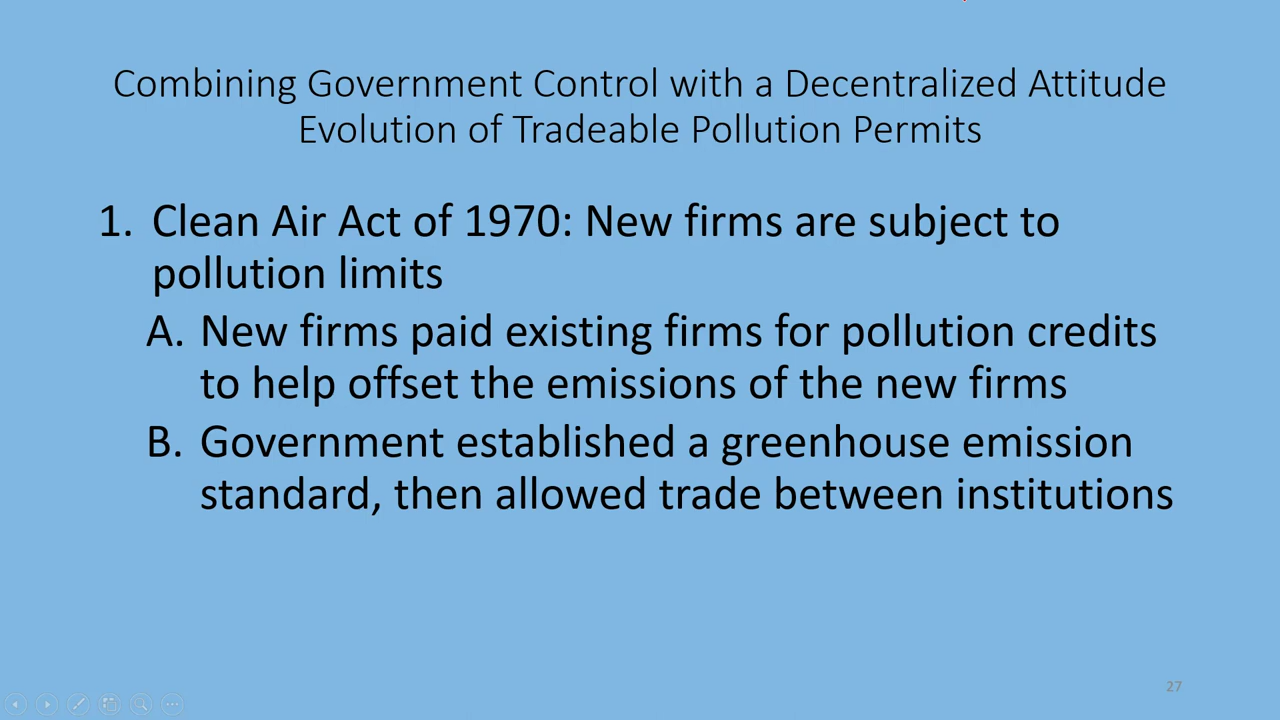 Combining Government Control with a Decentralized Attitude
Evolution of Tradeable Pollution Permits
1. Clean Air Act of 1970: New firms are subject to
pollution limits
A. New firms paid existing firms for pollution credits
to help offset the emissions of the new firms
B. Government established a greenhouse emission
standard, then allowed trade between institutions
27